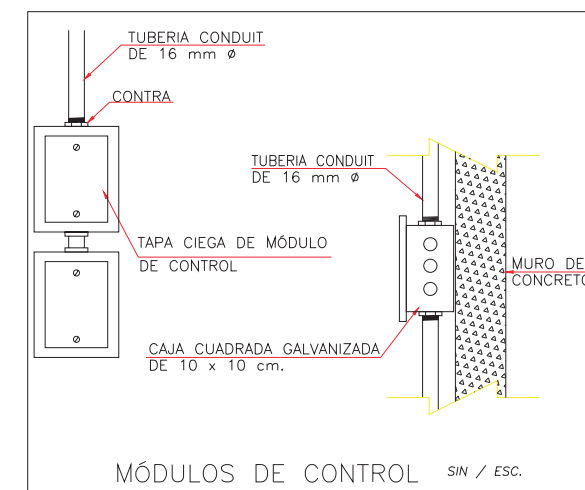 TUBERIA CONDUIT
DE 16 mm ø
CONTRA
TAPA CIEGA DE MÓDULO
DE CONTROL
TUBERIA CONDUIT
DE 16 mm ø
MURO DE
CONCRETO
CAJA CUADRADA GALVANIZADA
DE 10 x 10 cm.
MÓDULOS DE CONTROL SIN / ESC.